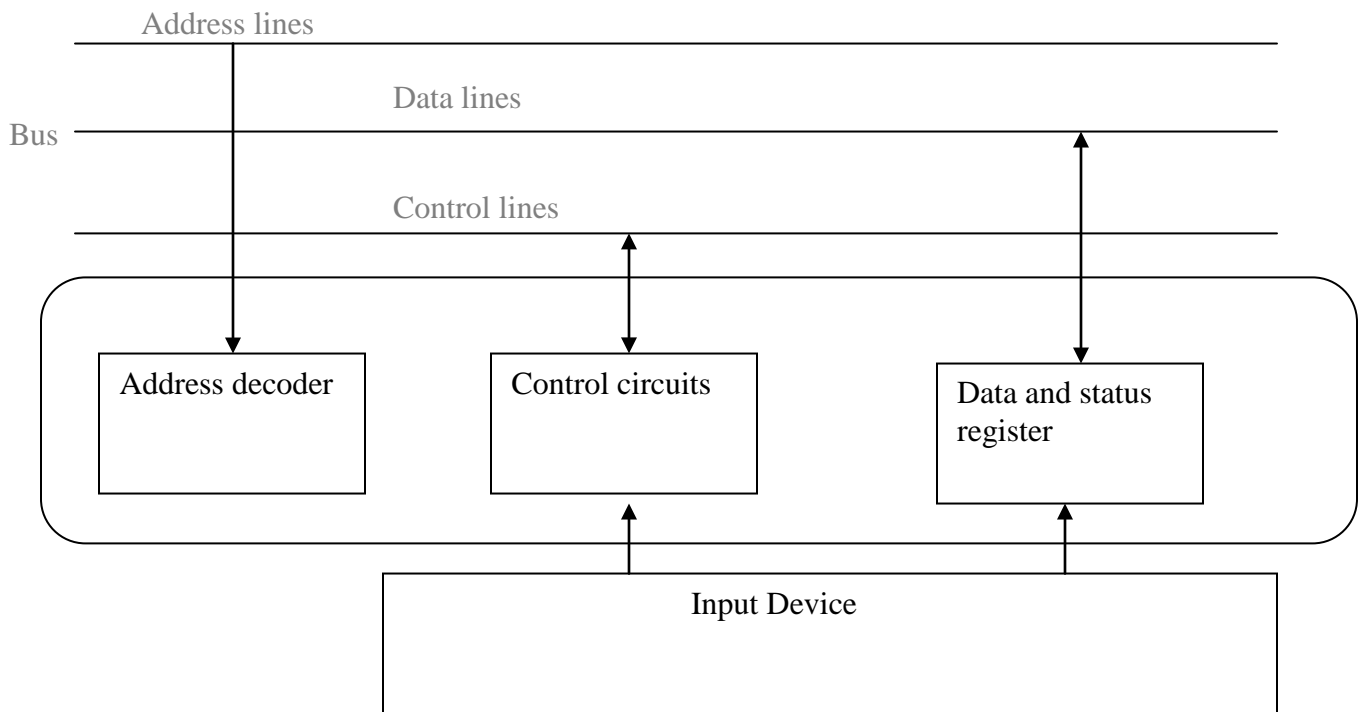 Address lines
Data lines
Bus
Control lines
Address decoder
Control circuits
Data and status
register
Input Device